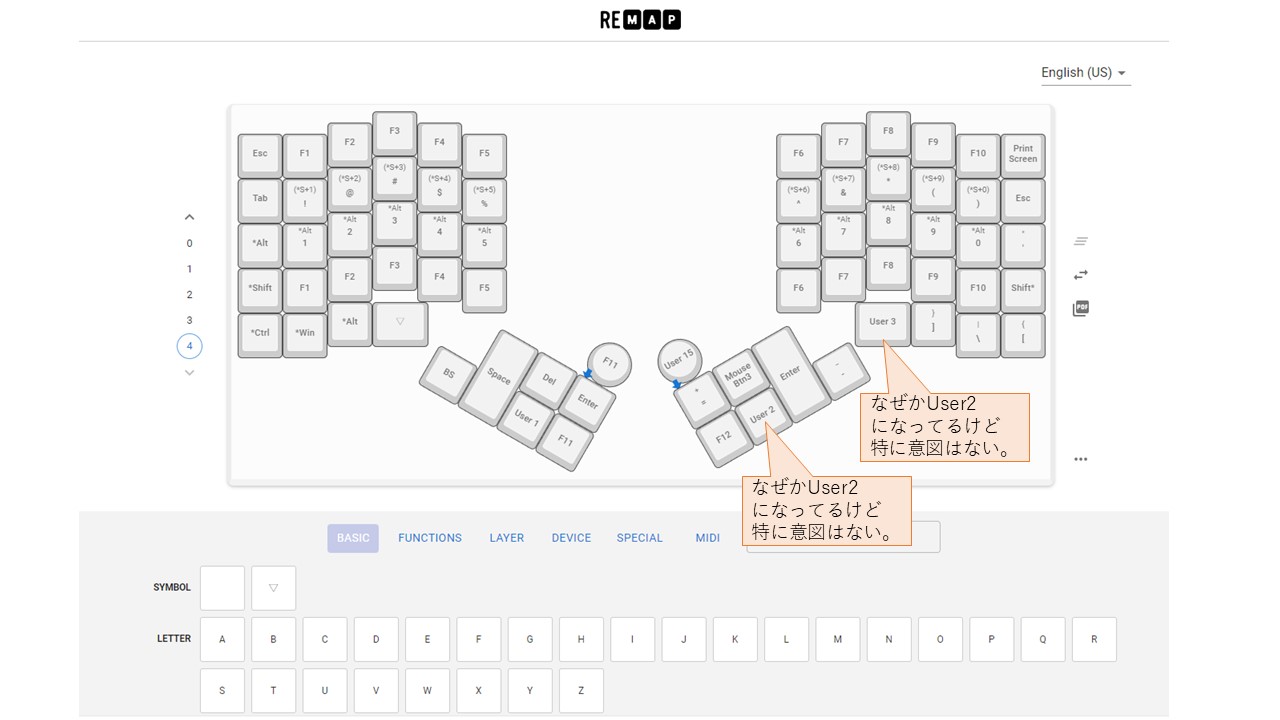 REMAP
English (US)
F3 F8
F2 F4 F7 F9
Esc F1 F5 F6 F10 Print
Screen
(*S+3) (*S+8)
# *
(*S+2) (*S+4) (*S+7) (*S+9)
@ $ & (
Tab (*S+1) (*S+5) (*S+6) (*S+0) Esc
! % ^ )
*Alt *Alt
3 8
*Alt *Alt *Alt *Alt
2 4 7 9
*Alt *Alt *Alt *Alt *Alt
1 5 6 0
F3 F8
F2 F4 F7 F9
*Shift F1 F5 F6 F10 Shift*
*Alt ▽ User 3 }
]
*Ctrl *Win | {
\ [
0
1
2
3
4
BS Space Del F11
Enter
User 1 F11
User 15
=
Mouse
Btn3
Enter
F12 User 2
PDF
なぜかUser2
になってるけど
特に意図はない。
なぜかUser2
になってるけど
特に意図はない。
BASIC FUNCTIONS LAYER DEVICE SPECIAL MIDI
SYMBOL ▽
LETTER A B C D E F G H I J K L M N O P Q R
S T U V W X Y Z